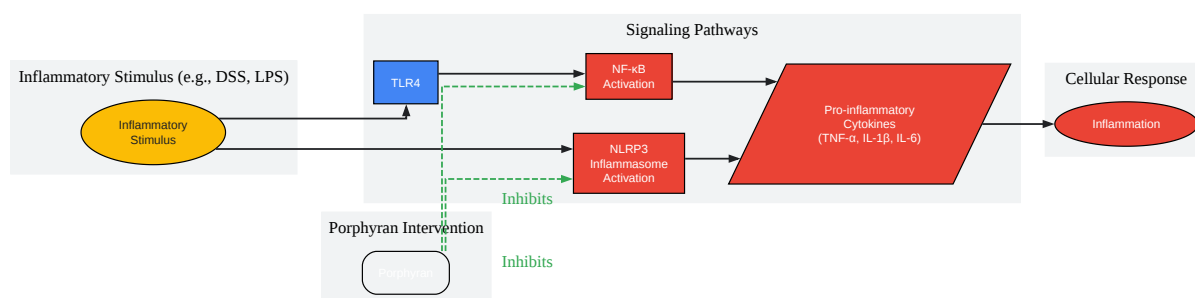 Signaling Pathways
Inflammatory Stimulus (e.g., DSS, LPS)
Inflammatory
Stimulus
TLR4
NF-κB
Activation
NLRP3
Inflammasome
Activation
Pro-inflammatory
Cytokines
(TNF-α, IL-1β, IL-6)
Cellular Response
Inflammation
Inhibits
Porphyran Intervention
Porphyran
Inhibits